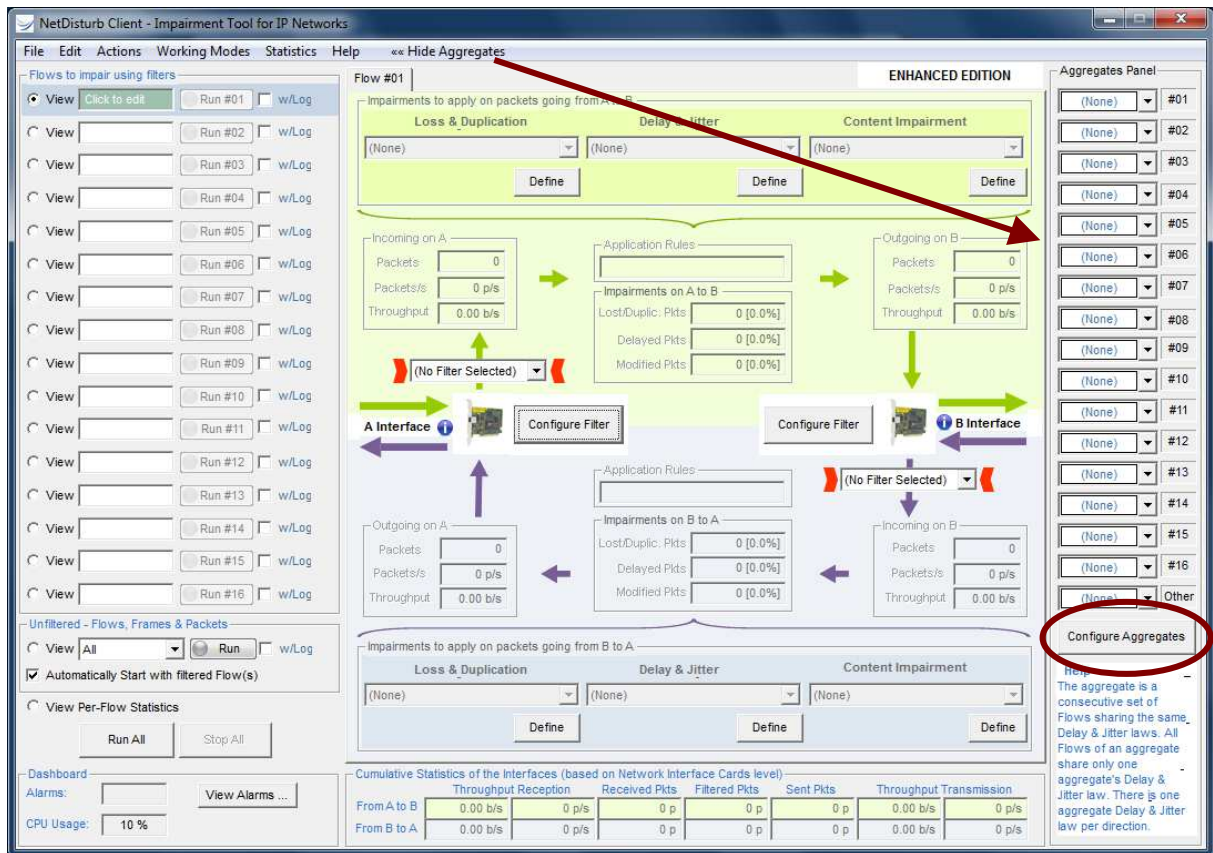 NetDisturb Client - Impairment Tool for IP Networks
File Edit Actions Working Modes Statistics Help «« Hide Aggregates
Flows to impair using filters
View Click to edit Run #01 w/Log
View Run #02 w/Log
View Run #03 w/Log
View Run #04 w/Log
View Run #05 w/Log
View Run #06 w/Log
View Run #07 w/Log
View Run #08 w/Log
View Run #09 w/Log
View Run #10 w/Log
View Run #11 w/Log
View Run #12 w/Log
View Run #13 w/Log
View Run #14 w/Log
View Run #15 w/Log
View Run #16 w/Log
Unfiltered - Flows, Frames & Packets
View All Run w/Log
Automatically Start with filtered Flow(s)
View Per-Flow Statistics
Run All Stop All
Dashboard
Alarms: View Alarms ...
CPU Usage: 10 %
Flow #01 ENHANCED EDITION
Impairments to apply on packets going from A to B
Loss & Duplication Delay & Jitter Content Impairment
(None) (None) (None)
Define Define Define
Incoming on A
Packets 0
Packets/s 0 p/s
Throughput 0.00 b/s
Application Rules
Impairments on A to B
Lost/Duplic. Pkts 0 [0.0%]
Delayed Pkts 0 [0.0%]
Modified Pkts 0 [0.0%]
Outgoing on B
Packets 0
Packets/s 0 p/s
Throughput 0.00 b/s
(No Filter Selected)
A Interface Configure Filter Configure Filter B Interface
(No Filter Selected)
Outgoing on A
Packets 0
Packets/s 0 p/s
Throughput 0.00 b/s
Application Rules
Impairments on B to A
Lost/Duplic. Pkts 0 [0.0%]
Delayed Pkts 0 [0.0%]
Modified Pkts 0 [0.0%]
Incoming on B
Packets 0
Packets/s 0 p/s
Throughput 0.00 b/s
Impairments to apply on packets going from B to A
Loss & Duplication Delay & Jitter Content Impairment
(None) (None) (None)
Define Define Define
Cumulative Statistics of the Interfaces (based on Network Interface Cards level)
Throughput Reception Received Pkts Filtered Pkts Sent Pkts Throughput Transmission
From A to B 0.00 b/s 0 p/s 0 p 0 p 0 p 0.00 b/s 0 p/s
From B to A 0.00 b/s 0 p/s 0 p 0 p 0 p 0.00 b/s 0 p/s
Aggregates Panel
(None) #01
(None) #02
(None) #03
(None) #04
(None) #05
(None) #06
(None) #07
(None) #08
(None) #09
(None) #10
(None) #11
(None) #12
(None) #13
(None) #14
(None) #15
(None) #16
(None) Other
Configure Aggregates
Help
The aggregate is a
consecutive set of
Flows sharing the same
Delay & Jitter laws. All
Flows of an aggregate
share only one
aggregate's Delay &
Jitter law. There is one
aggregate Delay & Jitter
law per direction.